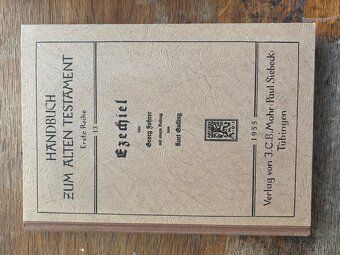 HANDBUCH
ZUM ALTEN TESTAMENT
Erste Reihe
13
Ezechiel
von
Georg Fohrer
mit einem Beitrag
von
Kurt Galling
1955
Verlag von J.C.B. Mohr (Paul Siebeck)
Tübingen